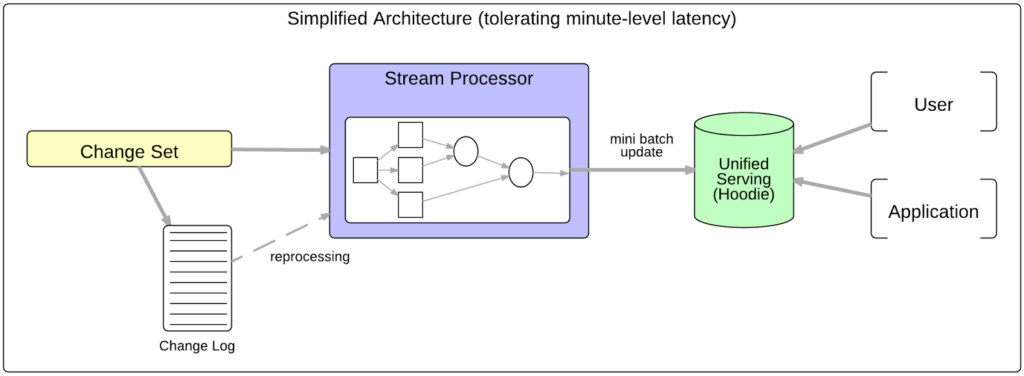 Simplified Architecture (tolerating minute-level latency)
Stream Processor
Change Set
mini batch
update
Unified
Serving
(Hoodie)
User
Application
reprocessing
Change Log